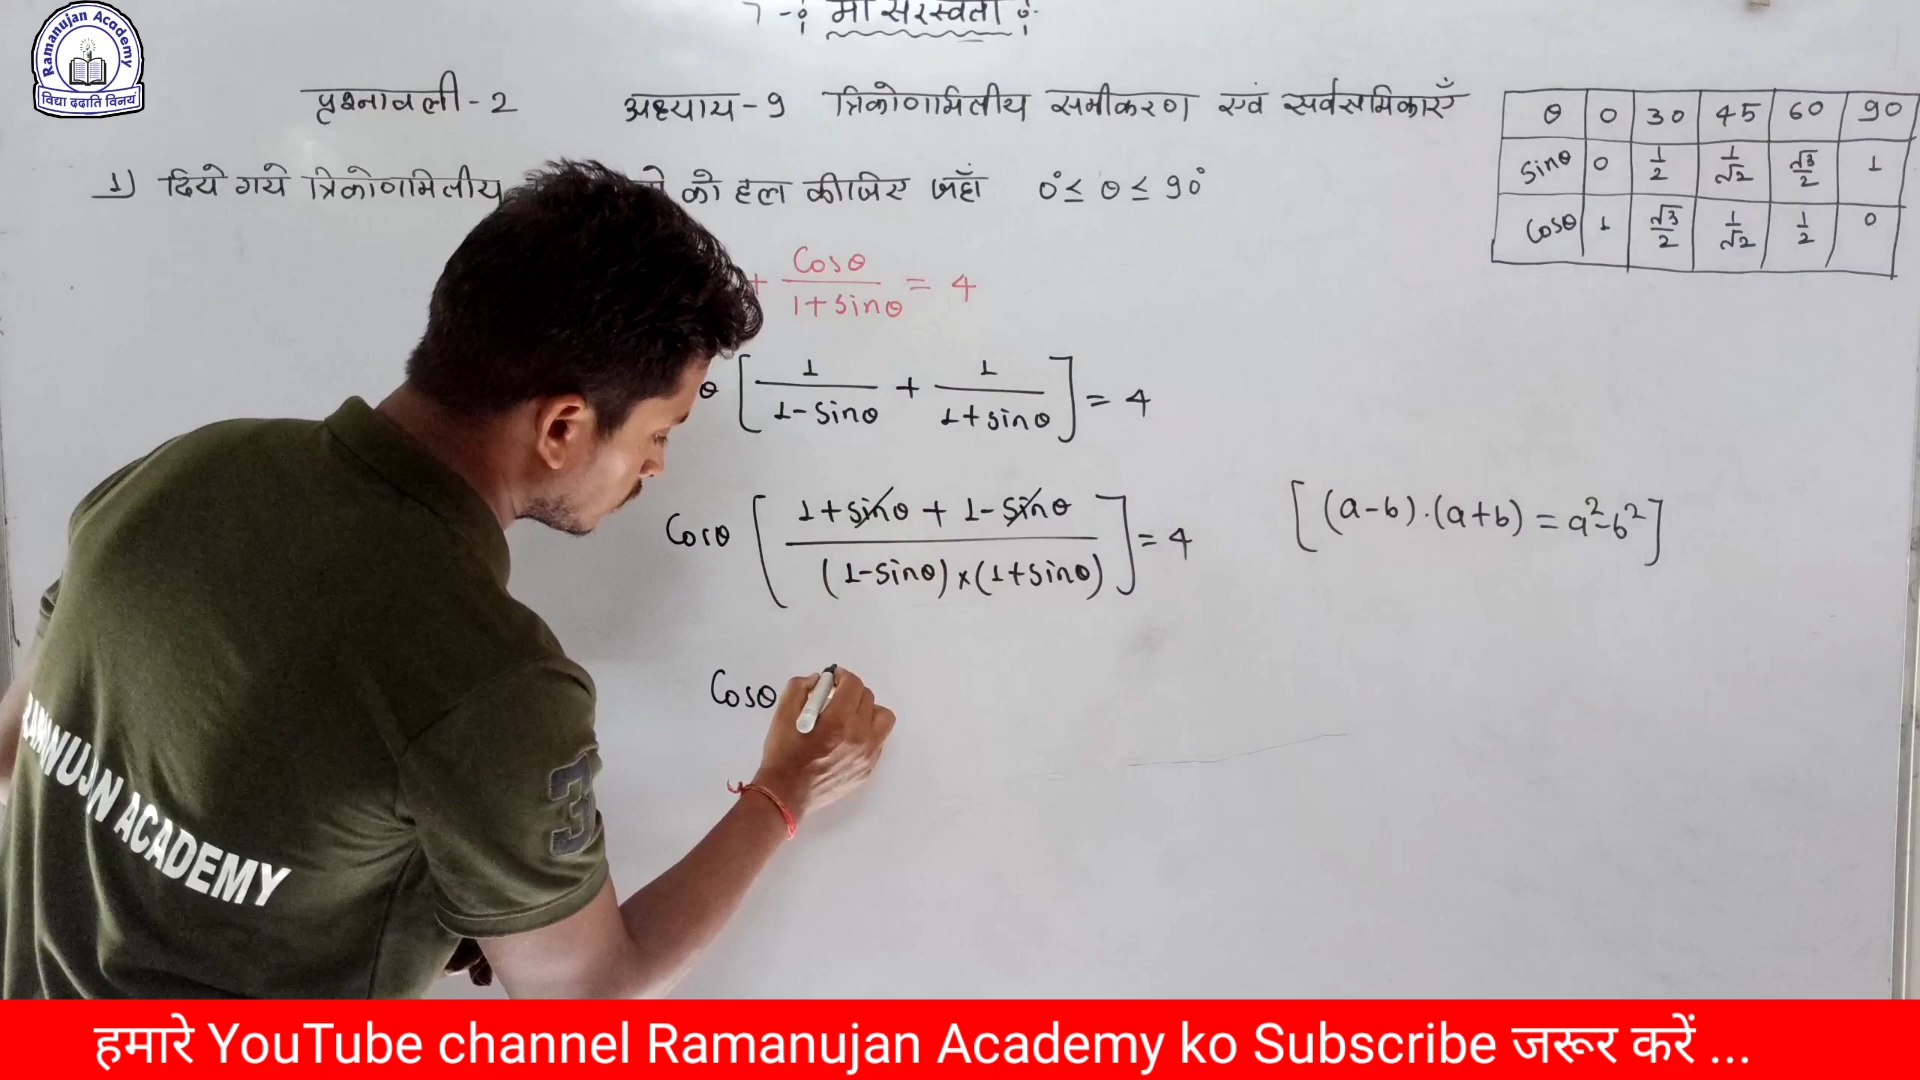 Ramanujan Academy
विद्या ददाति विनयं
माँ सरस्वती
प्रश्नावली - 2 अध्याय - 9 त्रिकोणमितीय समीकरण एवं सर्वसमिकाएँ
1) दिये गये त्रिकोणमितीय को हल कीजिए जहाँ 0° ≤ θ ≤ 90°
θ 0 30 45 60 90
sinθ 0 1/2 1/√2 √3/2 1
Cosθ 1 √3/2 1/√2 1/2 0
+ Cosθ/(1+sinθ) = 4
θ [1/(1-sinθ) + 1/(1+sinθ)] = 4
Cosθ [(1+sinθ + 1-sinθ)/((1-sinθ)×(1+sinθ))] = 4 [(a-b).(a+b) = a²-b²]
Cosθ
RAMANUJAN ACADEMY
3
हमारे YouTube channel Ramanujan Academy ko Subscribe जरूर करें ...